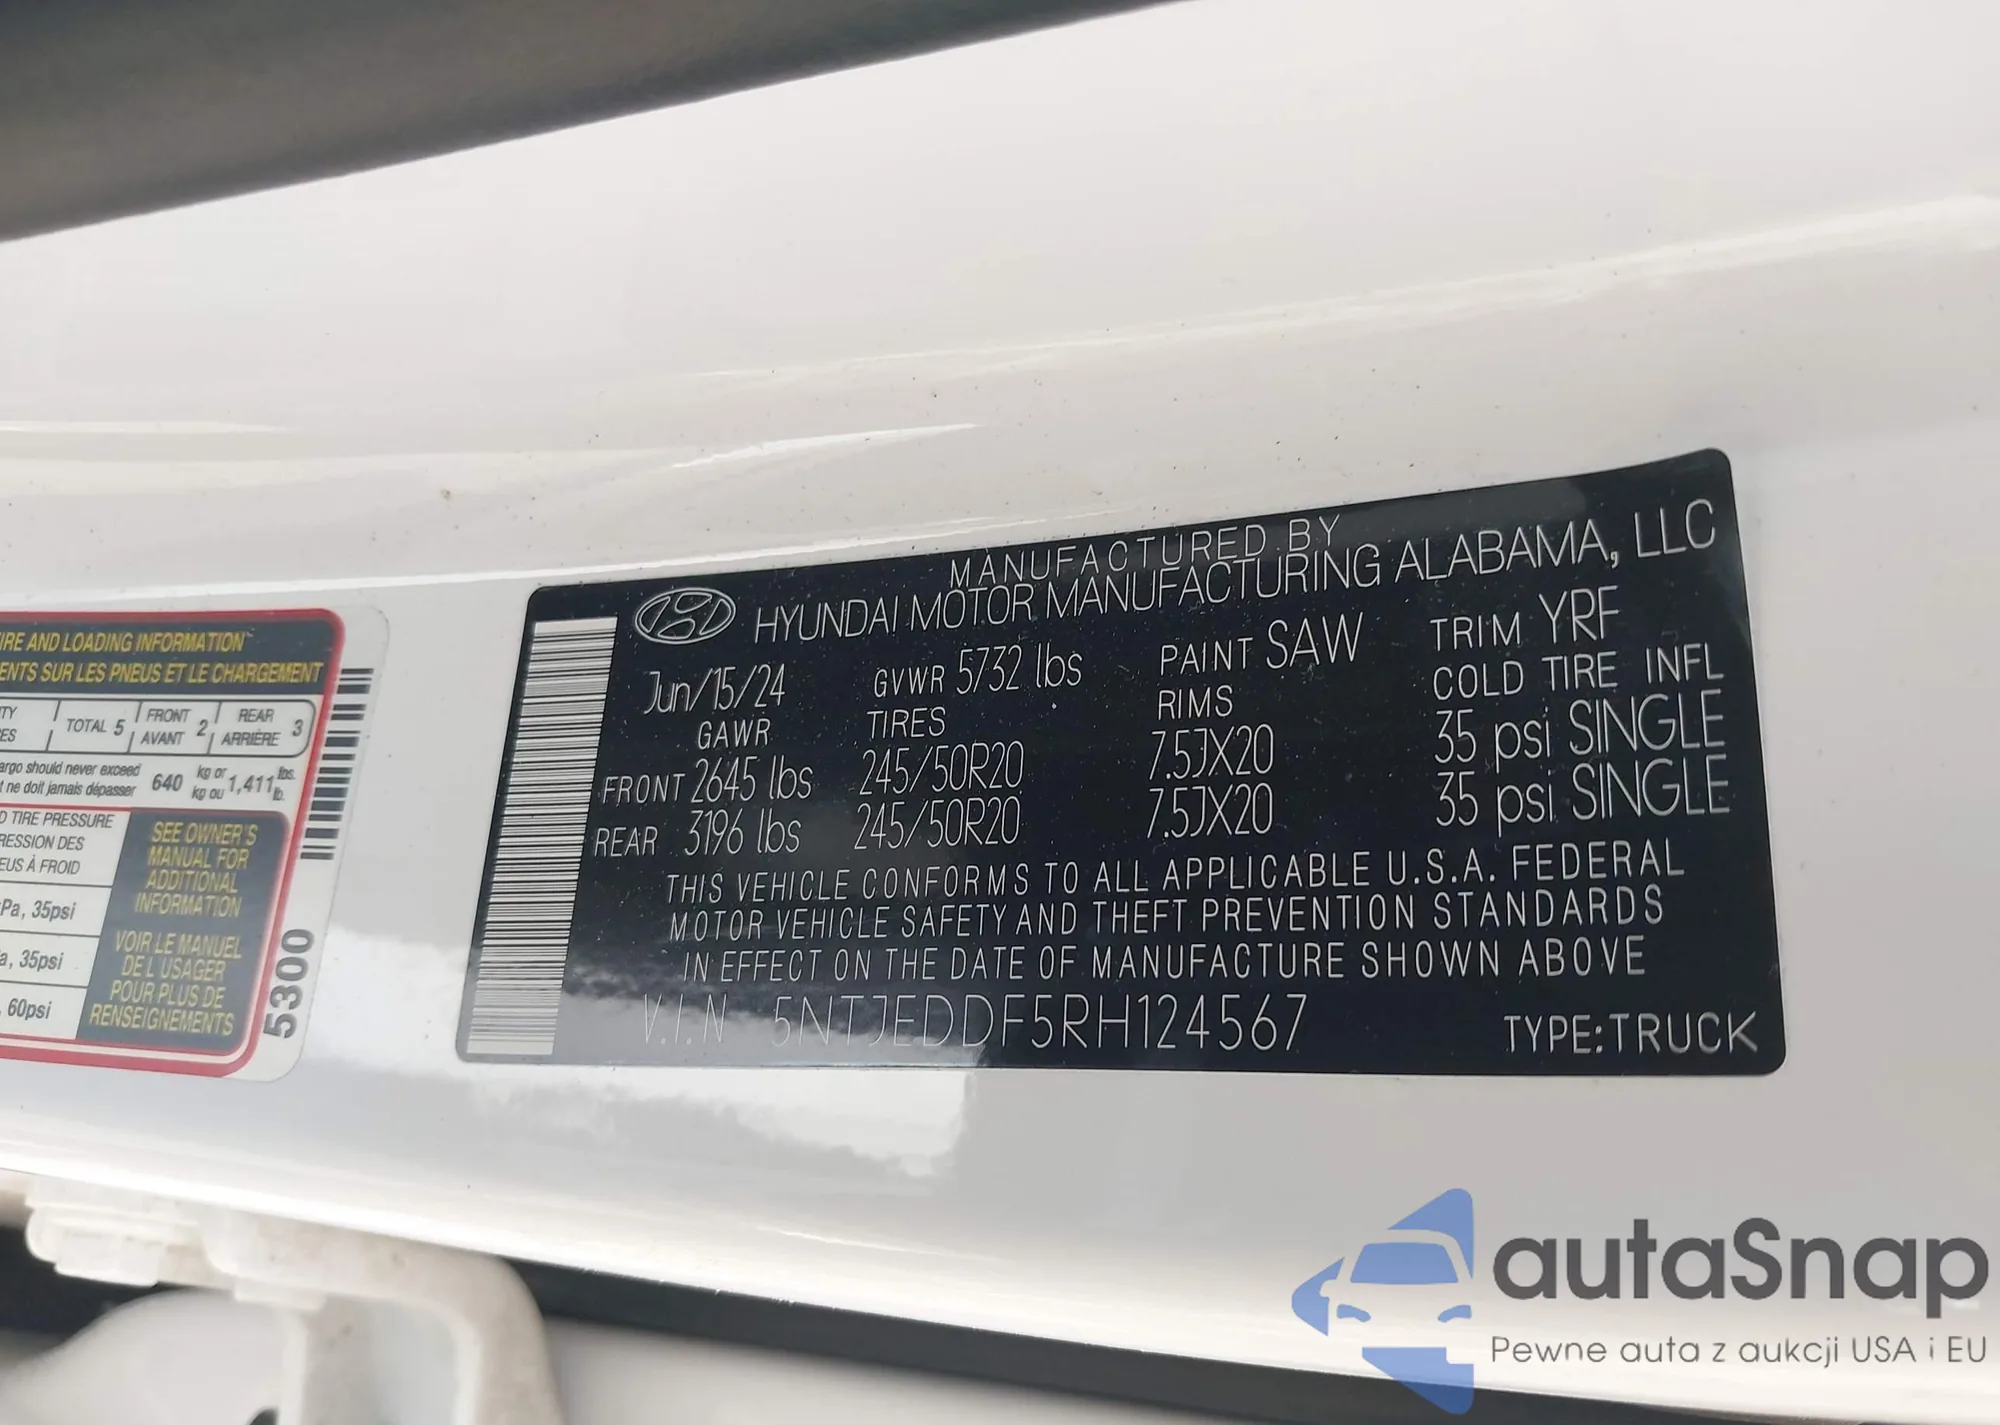 TIRE AND LOADING INFORMATION
ENTS SUR LES PNEUS ET LE CHARGEMENT
TY TOTAL 5 FRONT 2 REAR 3
ES AVANT ARRIÈRE
argo should never exceed 640 kg or 1,411 lbs.
t ne doit jamais dépasser kg ou lb.
D TIRE PRESSURE
RESSION DES
EUS À FROID
Pa, 35psi
a, 35psi
, 60psi
SEE OWNER'S
MANUAL FOR
ADDITIONAL
INFORMATION
VOIR LE MANUEL
DE L USAGER
POUR PLUS DE
RENSEIGNEMENTS
5300
MANUFACTURED BY
HYUNDAI MOTOR MANUFACTURING ALABAMA, LLC
Jun/15/24 GVWR 5732 lbs PAINT SAW TRIM YRF
GAWR TIRES RIMS COLD TIRE INFL
FRONT 2645 lbs 245/50R20 7.5JX20 35 psi SINGLE
REAR 3196 lbs 245/50R20 7.5JX20 35 psi SINGLE
THIS VEHICLE CONFORMS TO ALL APPLICABLE U.S.A. FEDERAL
MOTOR VEHICLE SAFETY AND THEFT PREVENTION STANDARDS
IN EFFECT ON THE DATE OF MANUFACTURE SHOWN ABOVE
V.I.N 5NTJEDDF5RH124567 TYPE:TRUCK
autaSnap
Pewne auta z aukcji USA i EU